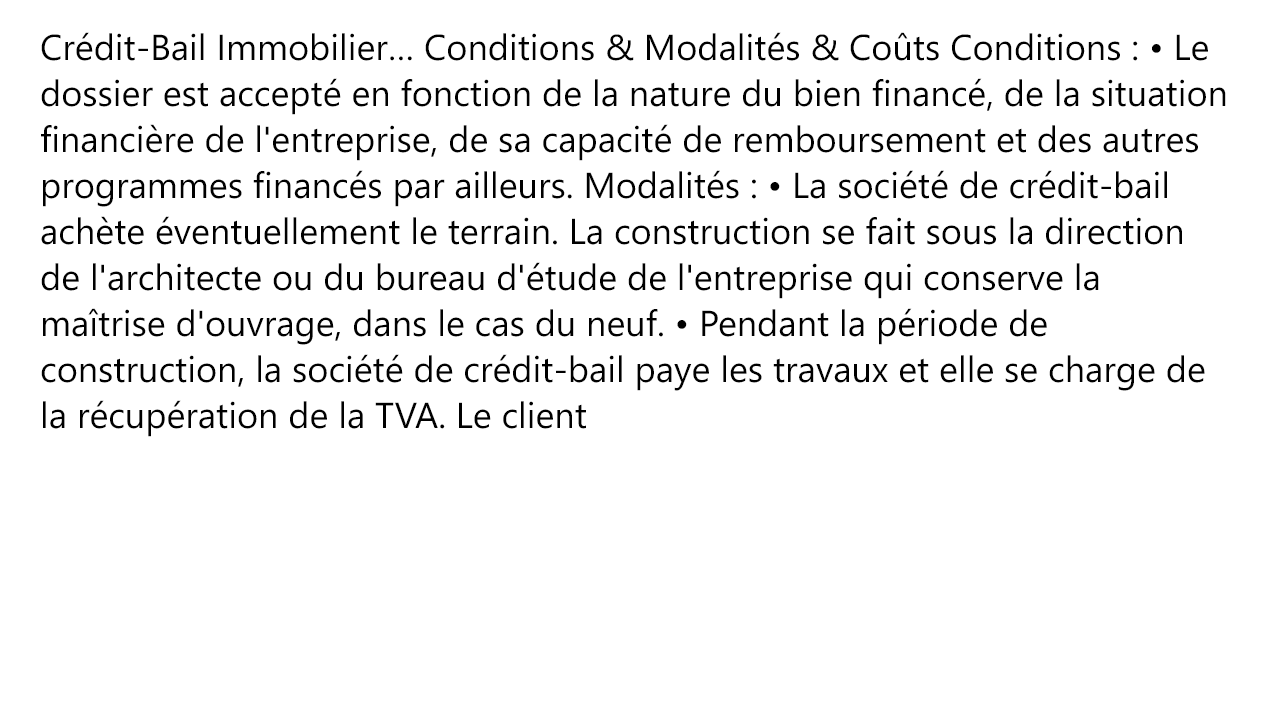 Crédit-Bail Immobilier... Conditions & Modalités & Coûts Conditions : • Le
dossier est accepté en fonction de la nature du bien financé, de la situation
financière de l'entreprise, de sa capacité de remboursement et des autres
programmes financés par ailleurs. Modalités : • La société de crédit-bail
achète éventuellement le terrain. La construction se fait sous la direction
de l'architecte ou du bureau d'étude de l'entreprise qui conserve la
maîtrise d'ouvrage, dans le cas du neuf. • Pendant la période de
construction, la société de crédit-bail paye les travaux et elle se charge de
la récupération de la TVA. Le client